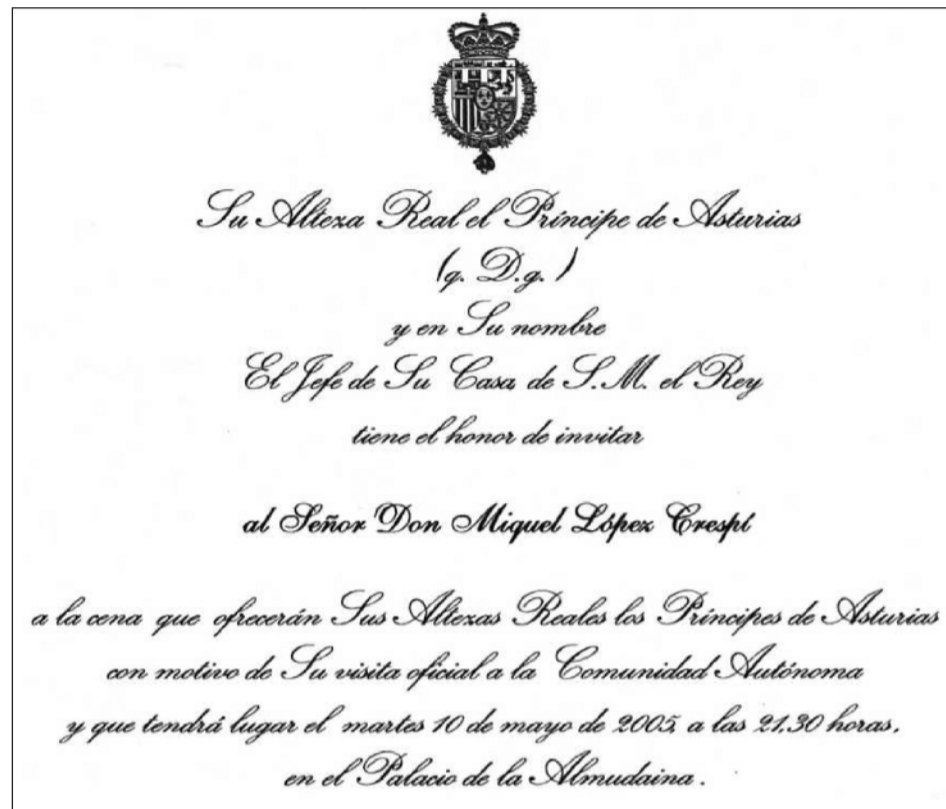 Su Alteza Real el Príncipe de Asturias
(q. D.g. )
y en Su nombre
El Jefe de Su Casa de S.M. el Rey
tiene el honor de invitar
al Señor Don Miquel López Crespí
a la cena que ofrecerán Sus Altezas Reales los Príncipes de Asturias
con motivo de Su visita oficial a la Comunidad Autónoma
y que tendrá lugar el martes 10 de mayo de 2005, a las 21,30 horas,
en el Palacio de la Almudaina.